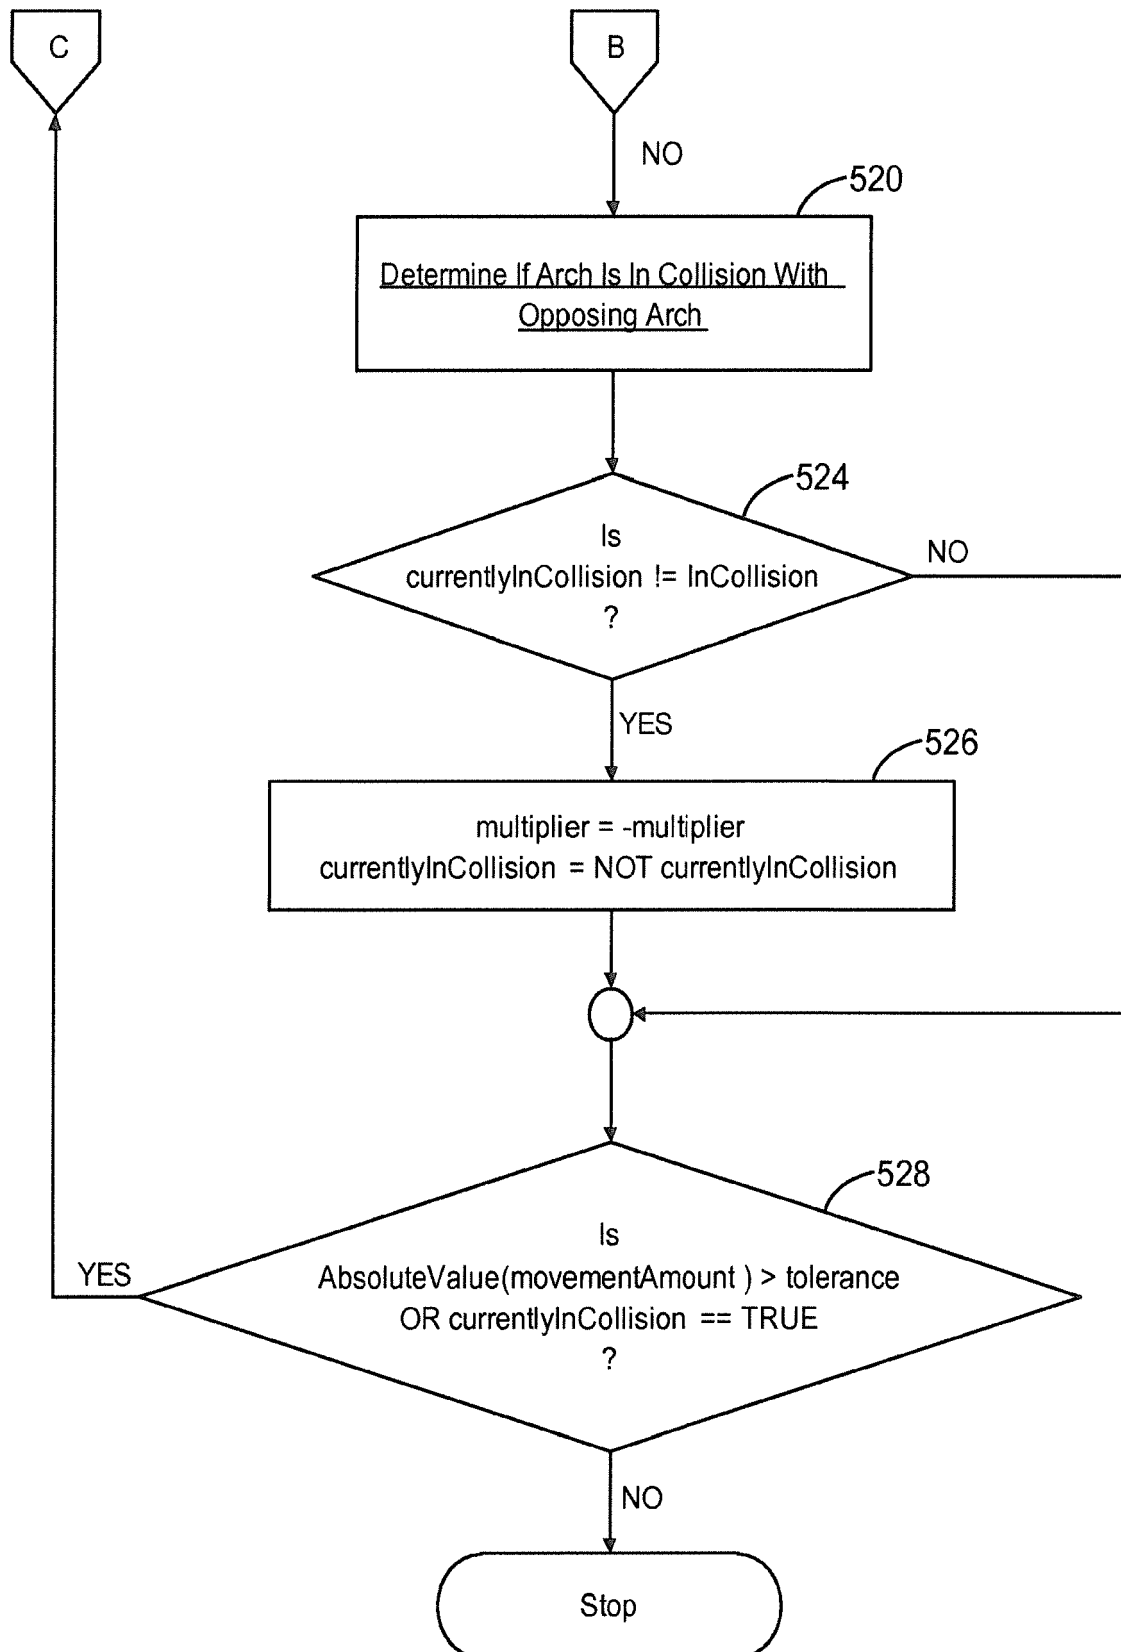 C
B
NO
520
Determine If Arch Is In Collision With
Opposing Arch
524
Is
currentlyInCollision != InCollision
?
NO
YES
526
multiplier = -multiplier
currentlyInCollision = NOT currentlyInCollision
528
Is
AbsoluteValue(movementAmount ) > tolerance
OR currentlyInCollision == TRUE
?
YES
NO
Stop